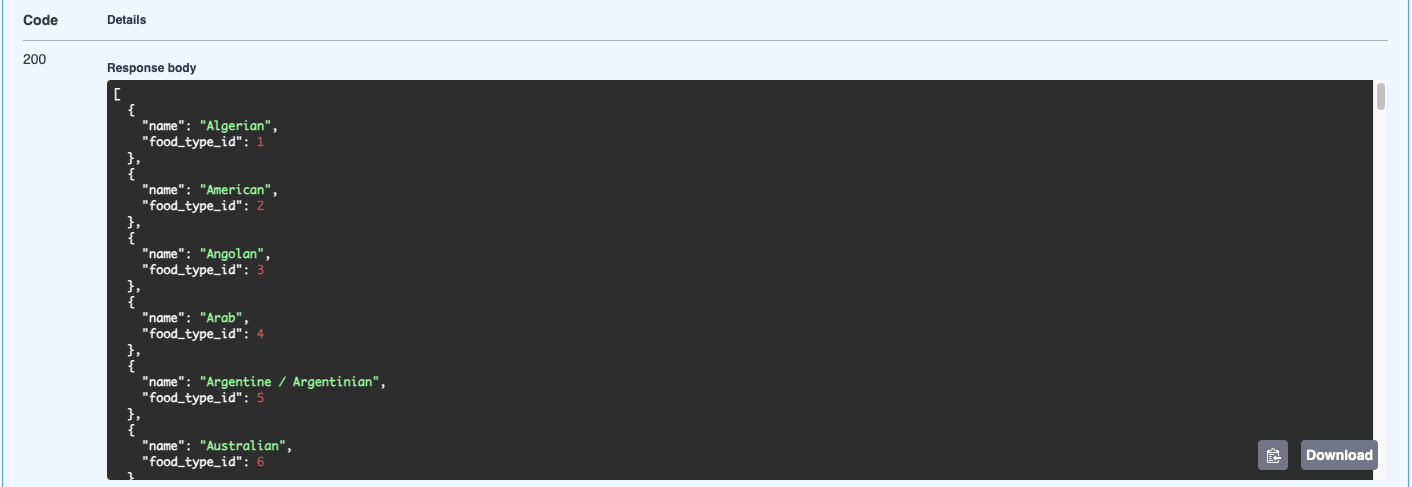 Code Details
200
Response body
[
  {
    "name": "Algerian",
    "food_type_id": 1
  },
  {
    "name": "American",
    "food_type_id": 2
  },
  {
    "name": "Angolan",
    "food_type_id": 3
  },
  {
    "name": "Arab",
    "food_type_id": 4
  },
  {
    "name": "Argentine / Argentinian",
    "food_type_id": 5
  },
  {
    "name": "Australian",
    "food_type_id": 6
  }
Download